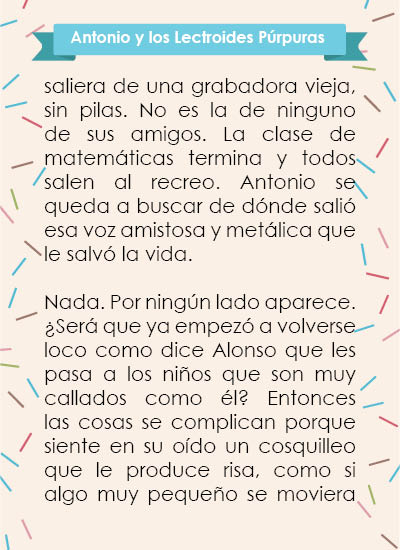 Antonio y los Lectroides Púrpuras
saliera de una grabadora vieja,
sin pilas. No es la de ninguno
de sus amigos. La clase de
matemáticas termina y todos
salen al recreo. Antonio se
queda a buscar de dónde salió
esa voz amistosa y metálica que
le salvó la vida.
Nada. Por ningún lado aparece.
¿Será que ya empezó a volverse
loco como dice Alonso que les
pasa a los niños que son muy
callados como él? Entonces
las cosas se complican porque
siente en su oído un cosquilleo
que le produce risa, como si
algo muy pequeño se moviera